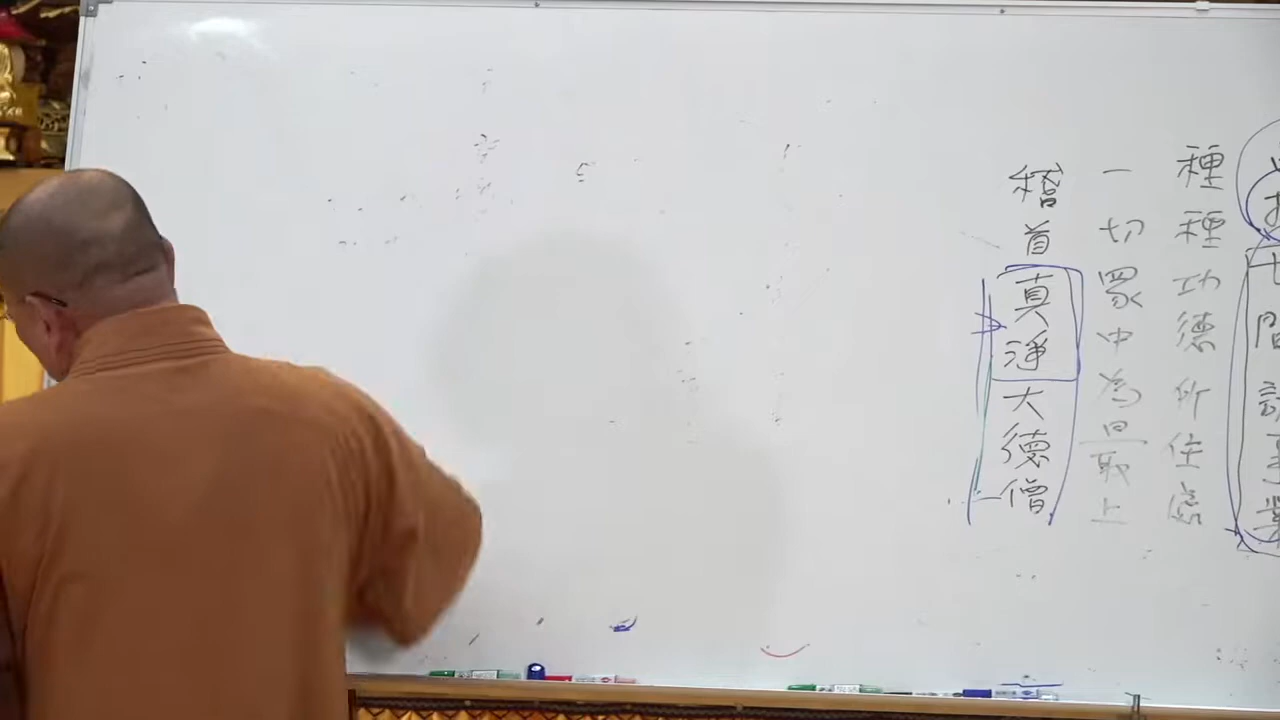 種種功德所住處
一切眾中為最上
稽首真淨大德僧